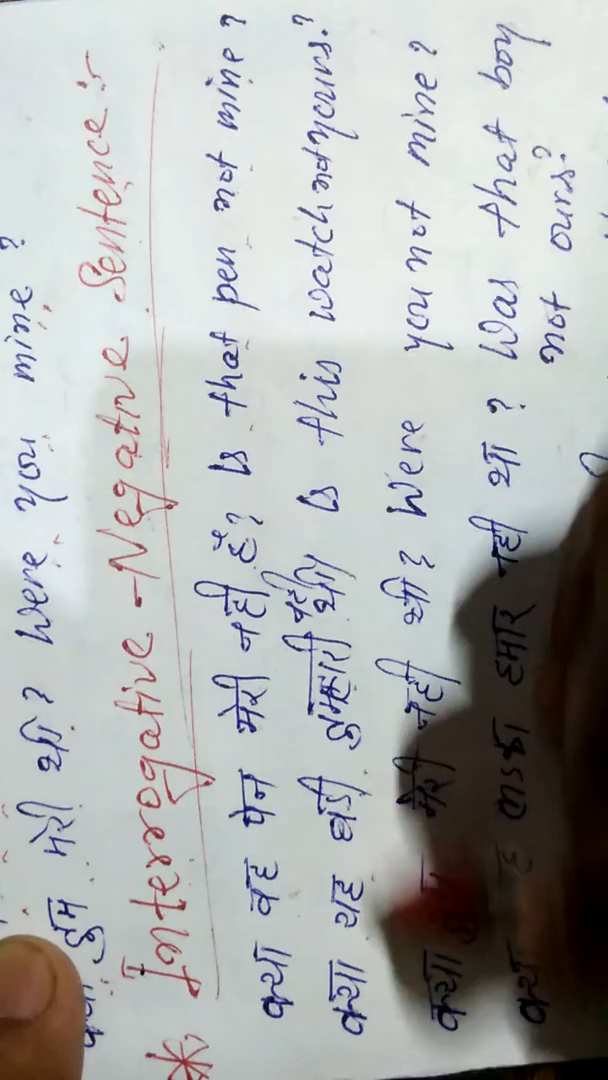 तुम मेरी थी? Were you mine?
* Interrogative-Negative Sentence:-
क्या वह पेन मेरी नहीं है? Is that pen not mine?
क्या यह घड़ी तुम्हारी नहीं थी? Is this watch not yours?
क्या मेरी नहीं थी? Were you not mine?
लडका हमार नही था? Was that boy
not ours?